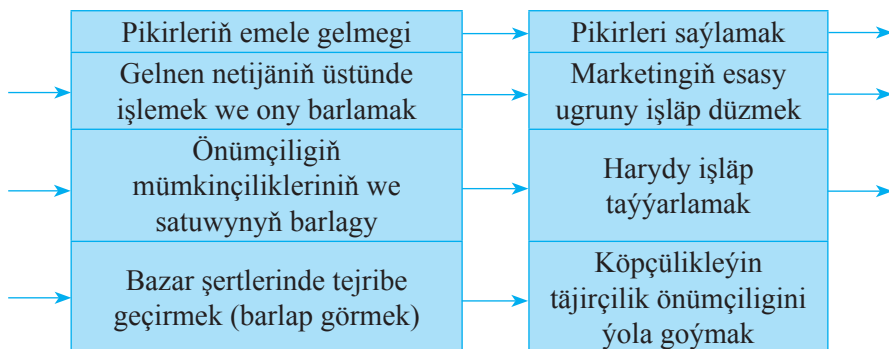 Pikirleriň emele gelmegi
Pikirleri saýlamak
Gelnen netijäniň üstünde
işlemek we ony barlamak
Marketingiň esasy
ugruny işläp düzmek
Önümçiligiň
mümkinçilikleriniň we
satuwynyň barlagy
Harydy işläp
taýýarlamak
Bazar şertlerinde tejribe
geçirmek (barlap görmek)
Köpçülikleýin
täjirçilik önümçiligini
ýola goýmak